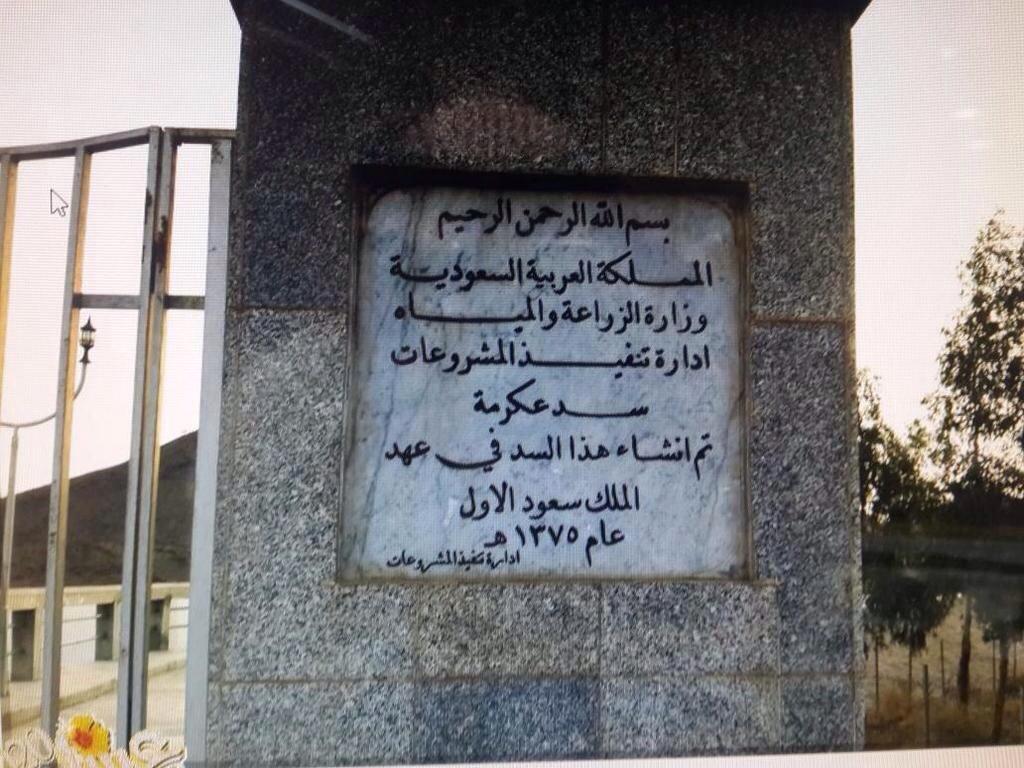 بسم الله الرحمن الرحيم
المملكة العربية السعودية
وزارة الزراعة والمياه
ادارة تنفيذ المشروعات
سد عكرمة
تم انشاء هذا السد في عهد
الملك سعود الاول
عام ١٣٧٥ هـ
ادارة تنفيذ المشروعات